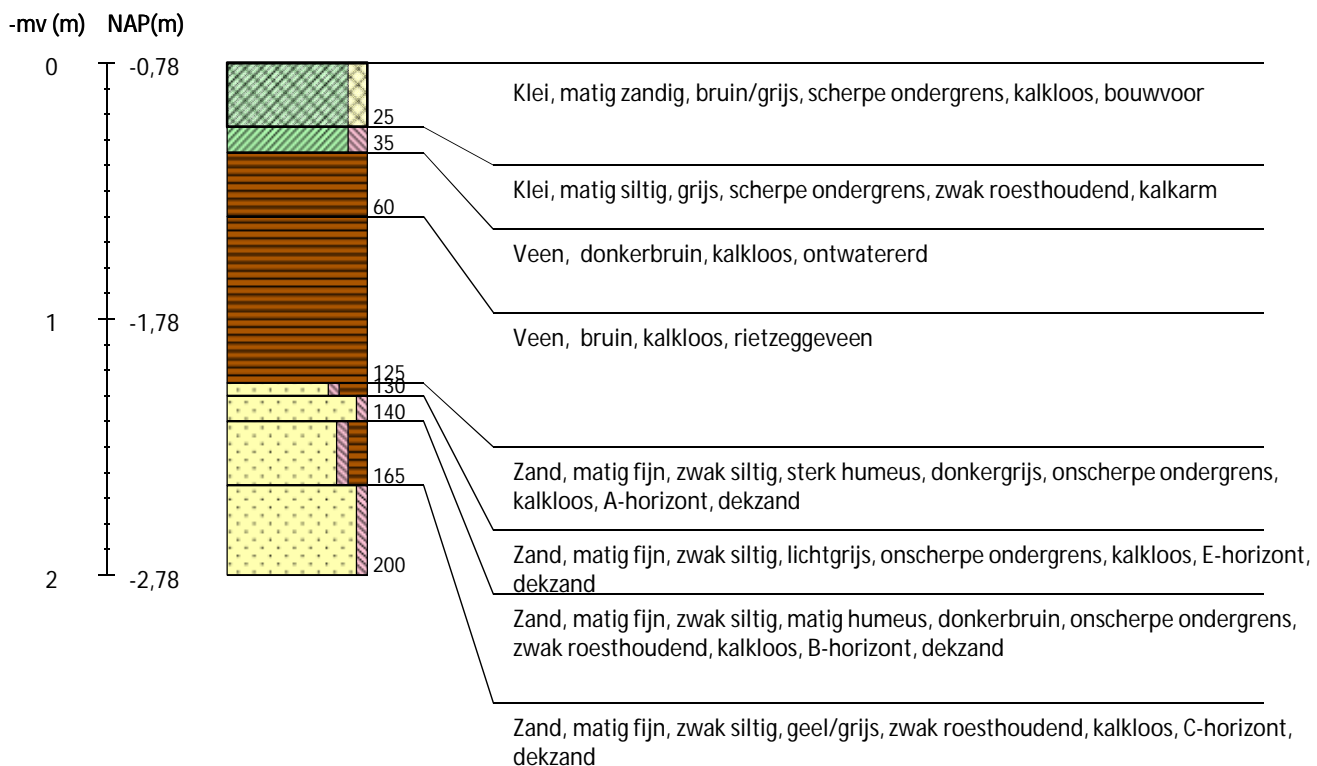 -mv (m) NAP(m)
0 -0,78
Klei, matig zandig, bruin/grijs, scherpe ondergrens, kalkloos, bouwvoor
25
35
Klei, matig siltig, grijs, scherpe ondergrens, zwak roesthoudend, kalkarm
60
Veen, donkerbruin, kalkloos, ontwatererd
1 -1,78
Veen, bruin, kalkloos, rietzeggeveen
125
130
140
Zand, matig fijn, zwak siltig, sterk humeus, donkergrijs, onscherpe ondergrens,
kalkloos, A-horizont, dekzand
165
Zand, matig fijn, zwak siltig, lichtgrijs, onscherpe ondergrens, kalkloos, E-horizont,
dekzand
200
2 -2,78
Zand, matig fijn, zwak siltig, matig humeus, donkerbruin, onscherpe ondergrens,
zwak roesthoudend, kalkloos, B-horizont, dekzand
Zand, matig fijn, zwak siltig, geel/grijs, zwak roesthoudend, kalkloos, C-horizont,
dekzand